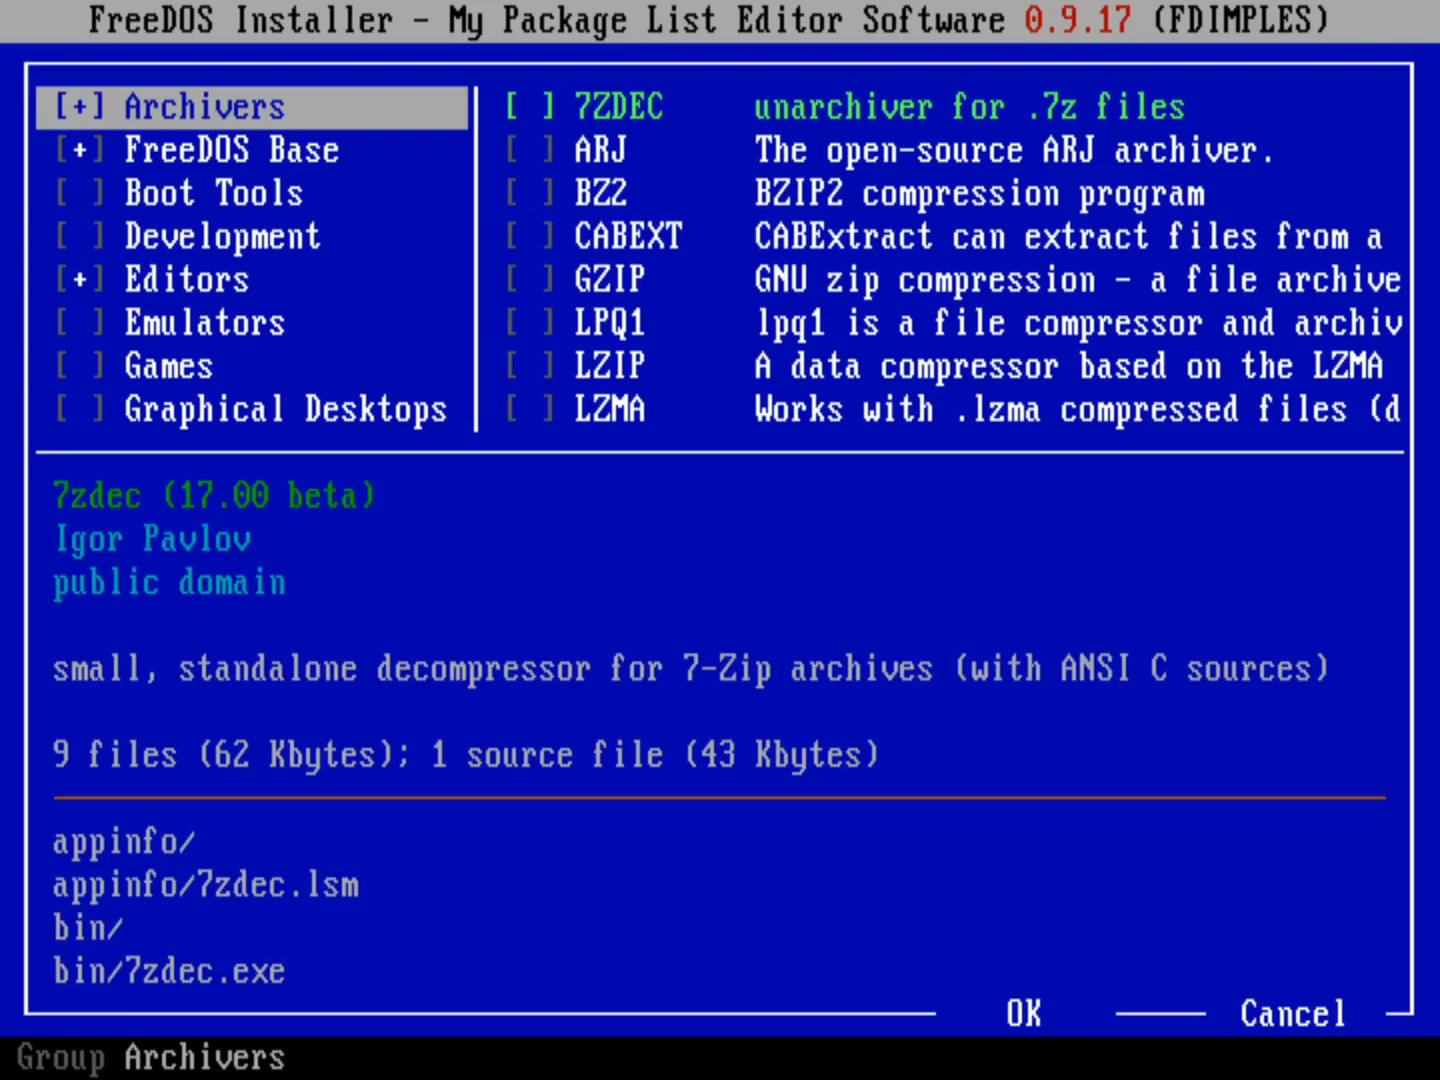 FreeDOS Installer - My Package List Editor Software 0.9.17 (FDIMPLES)
[+] Archivers
[+] FreeDOS Base
[ ] Boot Tools
[ ] Development
[+] Editors
[ ] Emulators
[ ] Games
[ ] Graphical Desktops
[ ] 7ZDEC unarchiver for .7z files
[ ] ARJ The open-source ARJ archiver.
[ ] BZ2 BZIP2 compression program
[ ] CABEXT CABExtract can extract files from a
[ ] GZIP GNU zip compression - a file archive
[ ] LPQ1 lpq1 is a file compressor and archiv
[ ] LZIP A data compressor based on the LZMA
[ ] LZMA Works with .lzma compressed files (d
7zdec (17.00 beta)
Igor Pavlov
public domain
small, standalone decompressor for 7-Zip archives (with ANSI C sources)
9 files (62 Kbytes); 1 source file (43 Kbytes)
appinfo/
appinfo/7zdec.lsm
bin/
bin/7zdec.exe
OK Cancel
Group Archivers